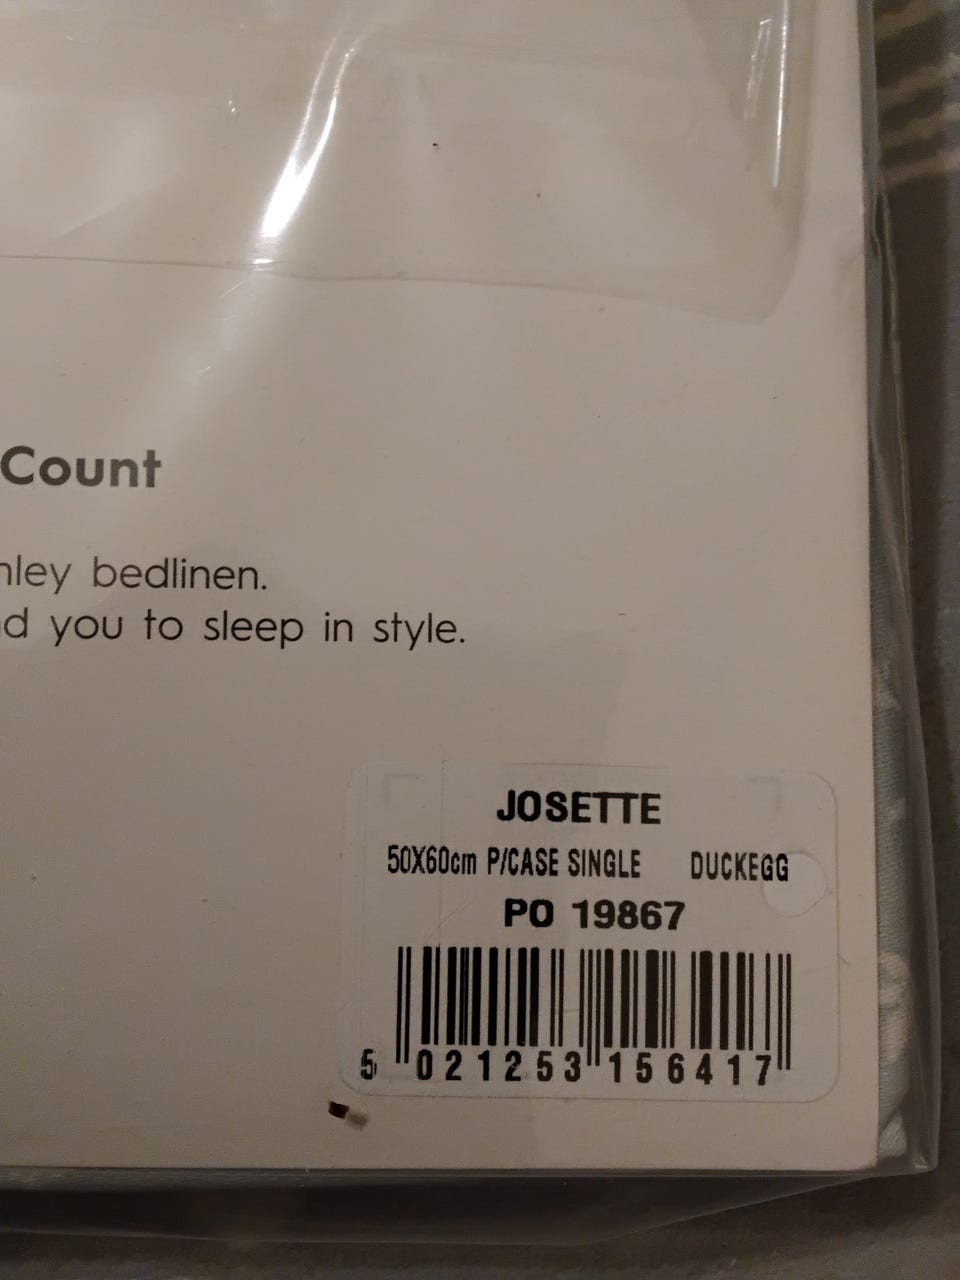 Count
nley bedlinen.
d you to sleep in style.
JOSETTE
50X60cm P/CASE SINGLE DUCKEGG
PO 19867
5 021253 156417